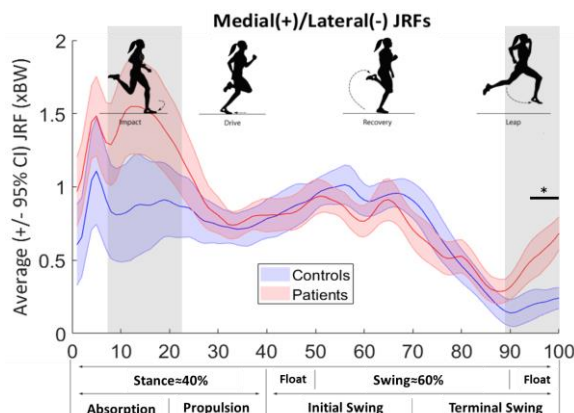 Medial(+)/Lateral(-) JRFs
Average (+/- 95% CI) JRF (xBW)
2
1.5
1
0.5
0
Impact
Drive
Recovery
Leap
*
Controls
Patients
0 10 20 30 40 50 60 70 80 90 100
Stance≈40% Float Swing≈60% Float
Absorption Propulsion Initial Swing Terminal Swing